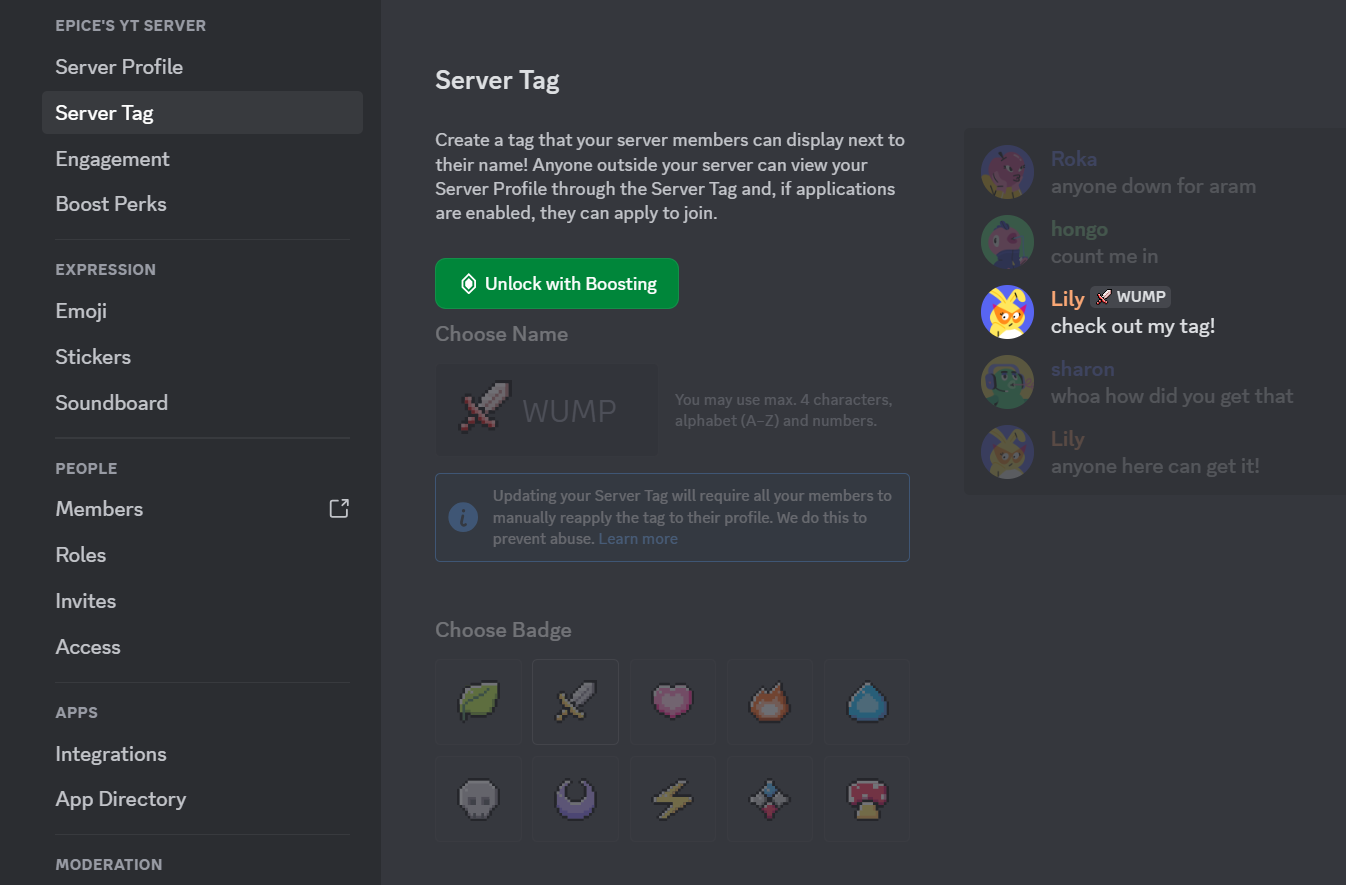 EPICE'S YT SERVER
Server Profile
Server Tag
Engagement
Boost Perks
EXPRESSION
Emoji
Stickers
Soundboard
PEOPLE
Members
Roles
Invites
Access
APPS
Integrations
App Directory
MODERATION
Server Tag
Create a tag that your server members can display next to
their name! Anyone outside your server can view your
Server Profile through the Server Tag and, if applications
are enabled, they can apply to join.
Unlock with Boosting
Choose Name
WUMP
You may use max. 4 characters,
alphabet (A–Z) and numbers.
Updating your Server Tag will require all your members to
manually reapply the tag to their profile. We do this to
prevent abuse. Learn more
Choose Badge
Roka
anyone down for aram
hongo
count me in
Lily WUMP
check out my tag!
sharon
whoa how did you get that
Lily
anyone here can get it!